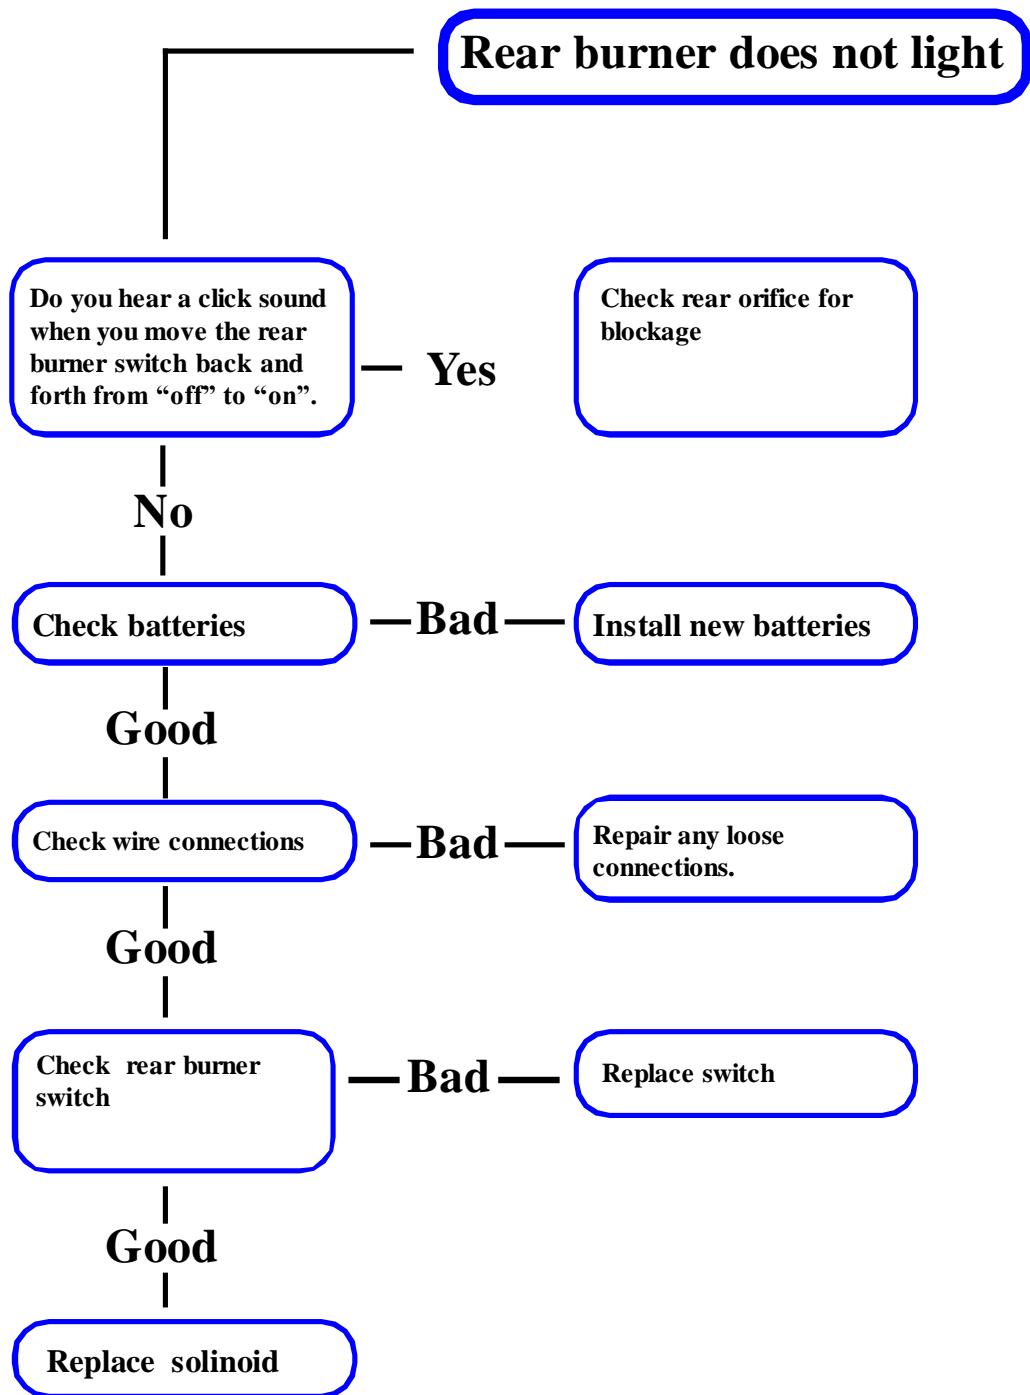 Rear burner does not light
Do you hear a click sound
when you move the rear
burner switch back and
forth from “off” to “on”.
Yes
Check rear orifice for
blockage
No
Check batteries
Bad
Install new batteries
Good
Check wire connections
Bad
Repair any loose
connections.
Good
Check rear burner
switch
Bad
Replace switch
Good
Replace solinoid